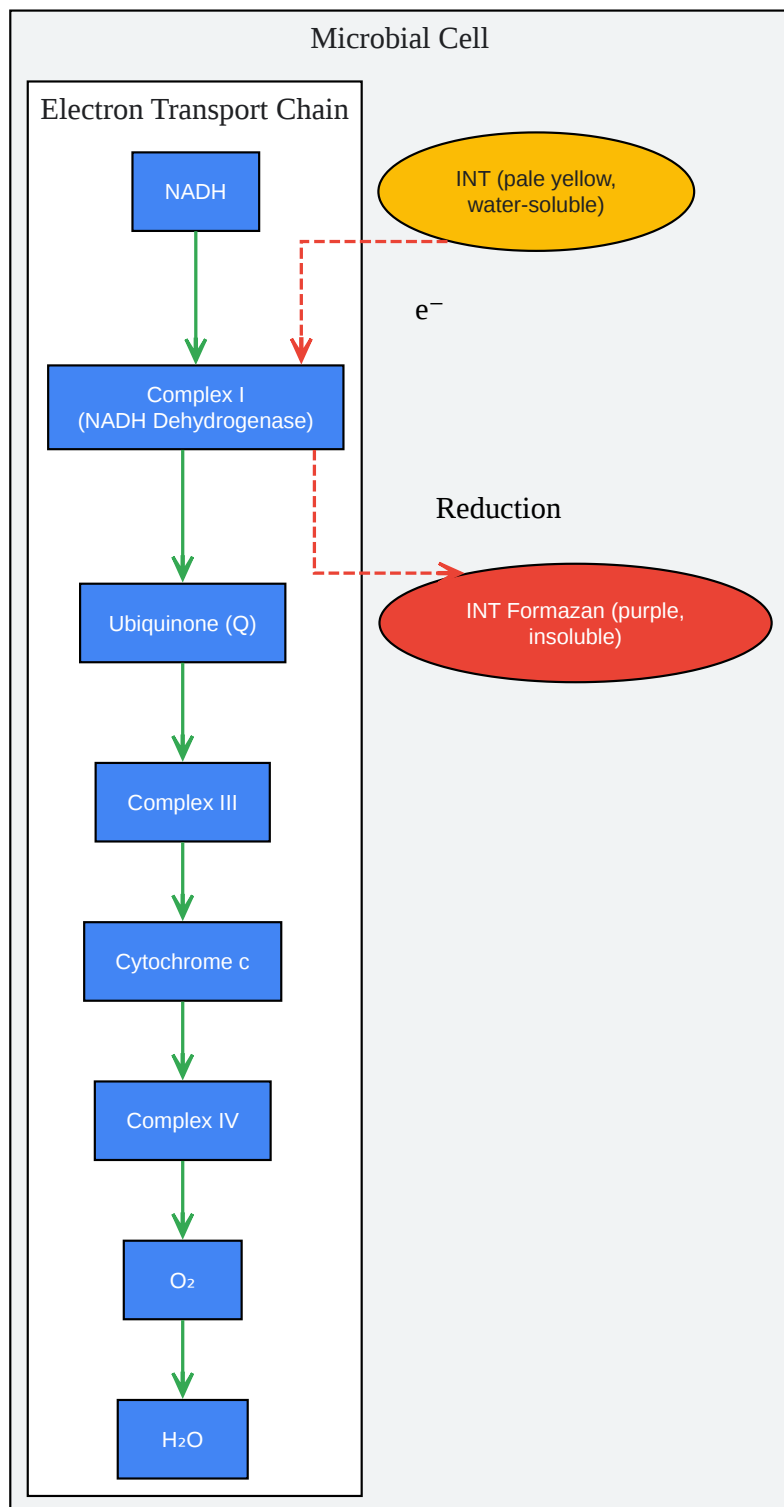 Microbial Cell
Electron Transport Chain
NADH
INT (pale yellow,
water-soluble)
e⁻
Complex I
(NADH Dehydrogenase)
Reduction
Ubiquinone (Q)
INT Formazan (purple,
insoluble)
Complex III
Cytochrome c
Complex IV
O₂
H₂O